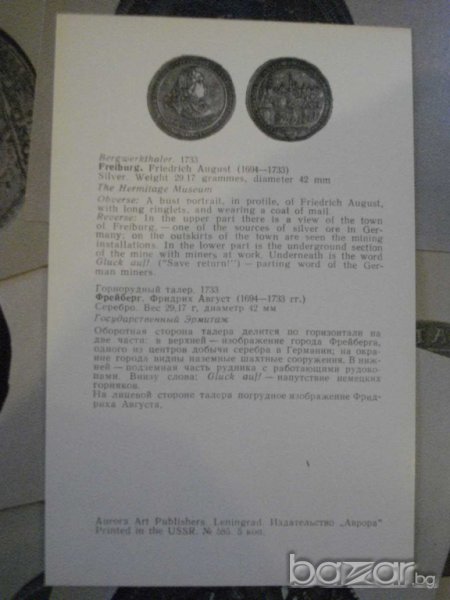 Bergwerkthaler. 1733
Freiburg. Friedrich August (1694—1733)
Silver. Weight 29.17 grammes, diameter 42 mm
The Hermitage Museum
Obverse: A bust portrait, in profile, of Friedrich August,
with long ringlets, and wearing a coat of mail.
Reverse: In the upper part there is a view of the town
of Freiburg, — one of the sources of silver ore in Ger-
many; on the outskirts of the town are seen the mining
installations. In the lower part is the underground section
of the mine with miners at work. Underneath is the word
Gluck auf! ("Save return!") — parting word of the Ger-
man miners.
Горнорудный талер. 1733
Фрейберг. Фридрих Август (1694—1733 гг.)
Серебро. Вес 29,17 г, диаметр 42 мм
Государственный Эрмитаж
Оборотная сторона талера делится по горизонтали на
две части: в верхней — изображение города Фрейберга,
одного из центров добычи серебра в Германии; на окра-
ине города видны наземные шахтные сооружения. В ниж-
ней — подземная часть рудника с работающими рудоко-
пами. Внизу слова: Gluck auf! — напутствие немецких
горняков.
На лицевой стороне талера погрудное изображение Фрид-
риха Августа.
Aurora Art Publishers. Leningrad. Издательство „Аврора"
Printed in the USSR. № 585. 5 коп.
bazar.bg